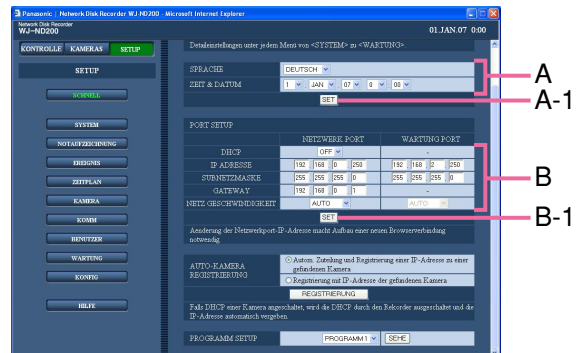 Panasonic | Network Disk Recorder WJ-ND200 - Microsoft Internet Explorer
Network Disk Recorder
WJ-ND200
01.JAN.07 0:00
KONTROLLE KAMERAS SETUP
Detaileinstellungen unter jedem Menü von <SYSTEM> zu <WARTUNG>
SETUP
SCHNELL
SYSTEM
NOTAUFZEICHNUNG
EREIGNIS
ZEITPLAN
KAMERA
KOMM
BENUTZER
WARTUNG
KONFIG
HILFE
SPRACHE DEUTSCH
ZEIT & DATUM 1 JAN 07 0 00
SET
PORT SETUP
NETZWERK PORT WARTUNG PORT
DHCP OFF -
IP ADRESSE 192 168 0 250 192 168 2 250
SUBNETZMASKE 255 255 255 0 255 255 255 0
GATEWAY 192 168 0 1 -
NETZ GESCHWINDIGKEIT AUTO AUTO
SET
Aenderung der Netzwerkport-IP-Adresse macht Aufbau einer neuen Browserverbindung
notwendig
AUTO-KAMERA
REGISTRIERUNG
Autom. Zuteilung und Registrierung einer IP-Adresse zu einer
gefundenen Kamera
Registrierung mit IP-Adresse der gefundenen Kamera
REGISTRIERUNG
Falls DHCP einer Kamera angeschaltet, wird die DHCP durch den Rekorder ausgeschaltet und die
IP-Adresse automatisch vergeben.
PROGRAMM SETUP PROGRAMM1 SEHE
A
A-1
B
B-1